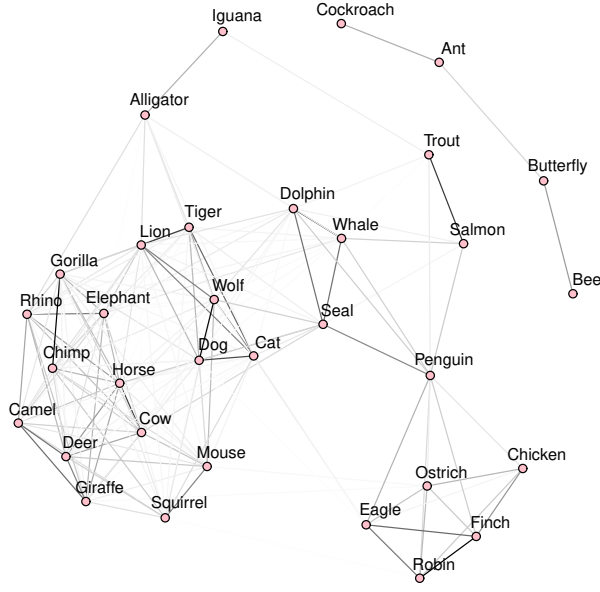 Cockroach
Iguana
Ant
Alligator
Trout
Butterfly
Dolphin
Tiger
Whale
Lion
Salmon
Gorilla
Bee
Wolf
Rhino
Elephant
Seal
Dog
Cat
Chimp
Horse
Penguin
Camel
Cow
Deer
Mouse
Chicken
Ostrich
Giraffe
Squirrel
Eagle
Finch
Robin